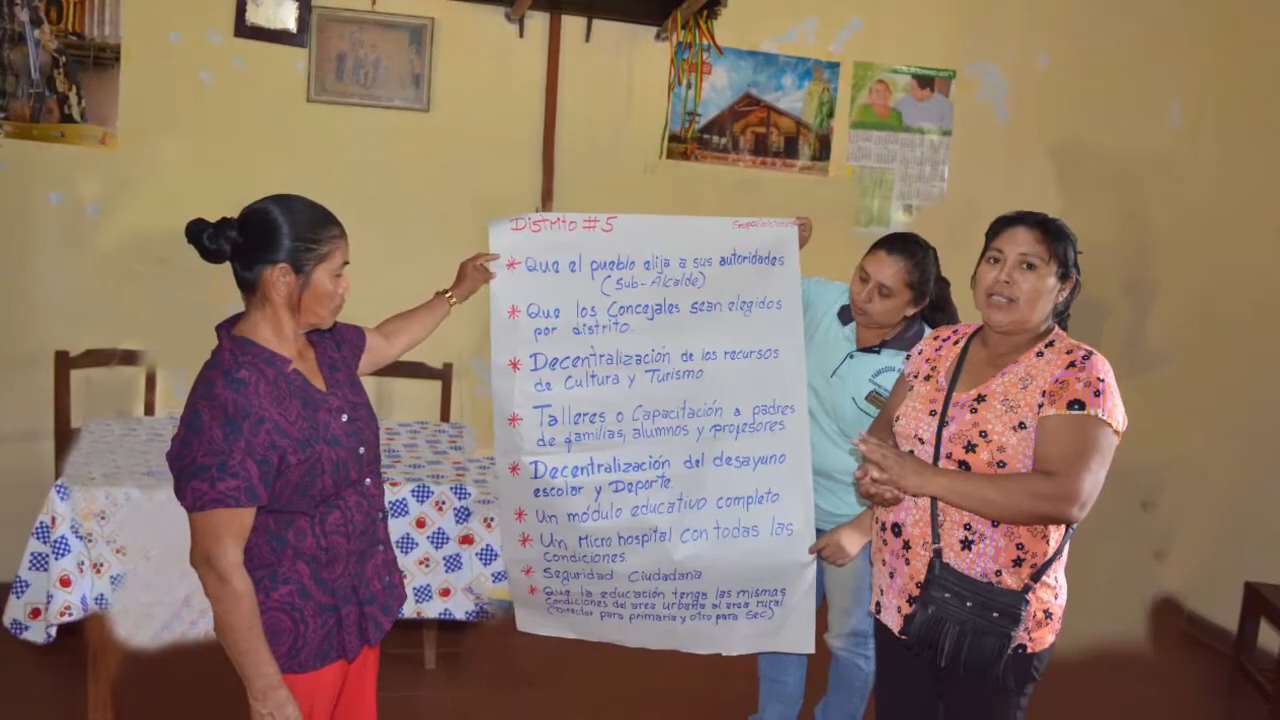 Distrito #5
* Que el pueblo elija a sus autoridades
(Sub-Alcalde)
* Que los Concejales sean elegidos
por distrito.
* Decentralización de los recursos
de Cultura y Turismo
* Talleres o Capacitación a padres
de familias, alumnos y profesores.
* Decentralización del desayuno
escolar y Deporte.
* Un módulo educativo completo.
* Un Micro hospital con todas las
Condiciones.
* Seguridad Ciudadana
* Que la educación tenga las mismas
Condiciones del area urbana al area rural
(Director para primaria y otro para Sec)